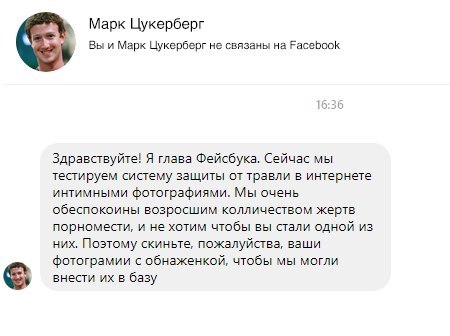 Марк Цукерберг
Вы и Марк Цукерберг не связаны на Facebook
16:36
Здравствуйте! Я глава Фейсбука. Сейчас мы
тестируем систему защиты от травли в интернете
интимными фотографиями. Мы очень
обеспокоины возросшим колличеством жертв
порномести, и не хотим чтобы вы стали одной из
них. Поэтому скиньте, пожалуйста, ваши
фотограмии с обнаженкой, чтобы мы могли
внести их в базу